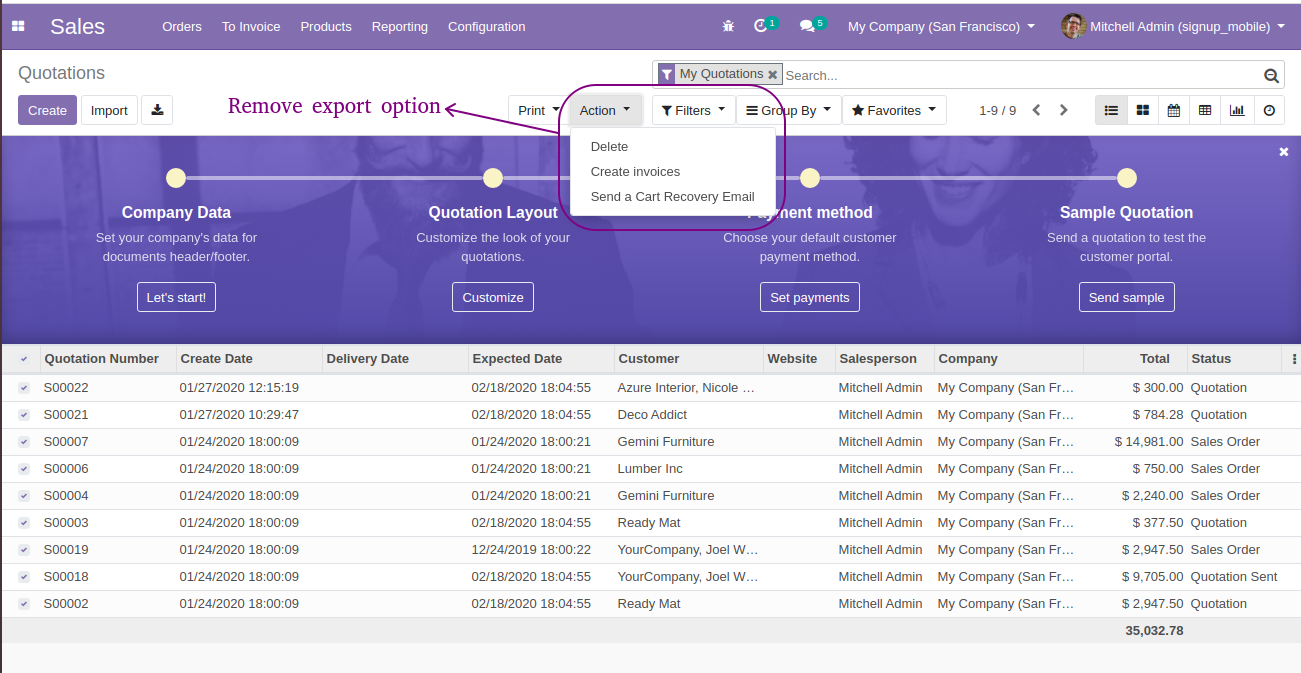 Sales Orders To Invoice Products Reporting Configuration 1 5 My Company (San Francisco) Mitchell Admin (signup_mobile)
Quotations My Quotations Search...
Create Import Remove export option Print Action Filters Group By Favorites 1-9 / 9
Delete
Create invoices
Send a Cart Recovery Email
Company Data Quotation Layout Payment method Sample Quotation
Set your company's data for Customize the look of your Choose your default customer Send a quotation to test the
documents header/footer. quotations. payment method. customer portal.
Let's start! Customize Set payments Send sample
Quotation Number Create Date Delivery Date Expected Date Customer Website Salesperson Company Total Status
S00022 01/27/2020 12:15:19 02/18/2020 18:04:55 Azure Interior, Nicole ... Mitchell Admin My Company (San Fr... $ 300.00 Quotation
S00021 01/27/2020 10:29:47 02/18/2020 18:04:55 Deco Addict Mitchell Admin My Company (San Fr... $ 784.28 Quotation
S00007 01/24/2020 18:00:09 01/24/2020 18:00:21 Gemini Furniture Mitchell Admin My Company (San Fr... $ 14,981.00 Sales Order
S00006 01/24/2020 18:00:09 01/24/2020 18:00:21 Lumber Inc Mitchell Admin My Company (San Fr... $ 750.00 Sales Order
S00004 01/24/2020 18:00:09 01/24/2020 18:00:21 Gemini Furniture Mitchell Admin My Company (San Fr... $ 2,240.00 Sales Order
S00003 01/24/2020 18:00:09 02/18/2020 18:04:55 Ready Mat Mitchell Admin My Company (San Fr... $ 377.50 Quotation
S00019 01/24/2020 18:00:09 12/24/2019 18:00:22 YourCompany, Joel W... Mitchell Admin My Company (San Fr... $ 2,947.50 Sales Order
S00018 01/24/2020 18:00:09 02/18/2020 18:04:55 YourCompany, Joel W... Mitchell Admin My Company (San Fr... $ 9,705.00 Quotation Sent
S00002 01/24/2020 18:00:09 02/18/2020 18:04:55 Ready Mat Mitchell Admin My Company (San Fr... $ 2,947.50 Quotation
35,032.78